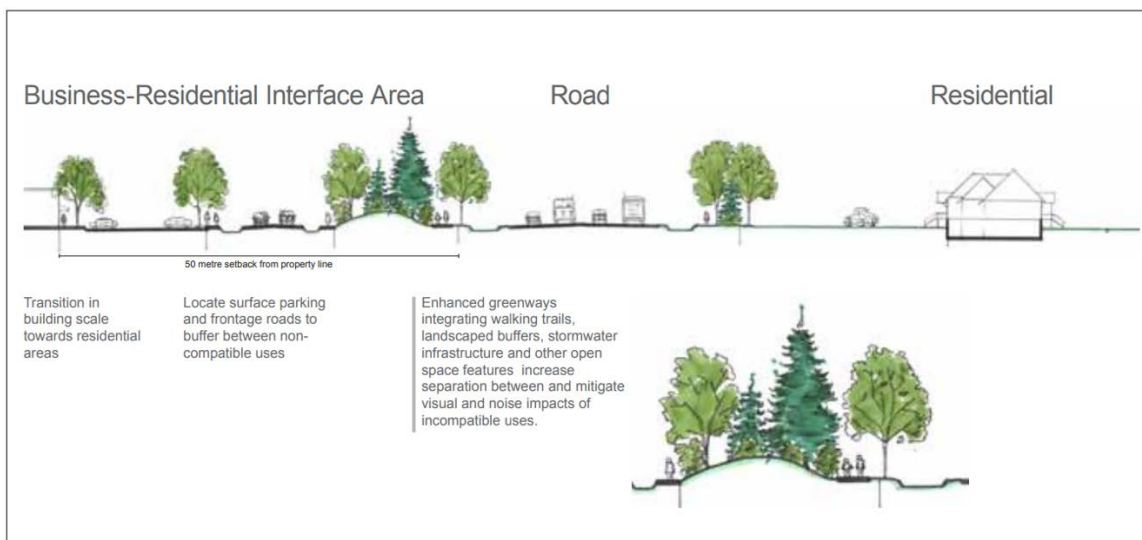 Business-Residential Interface Area
Road
Residential
50 metre setback from property line
Transition in
building scale
towards residential
areas
Locate surface parking
and frontage roads to
buffer between non-
compatible uses
Enhanced greenways
integrating walking trails,
landscaped buffers, stormwater
infrastructure and other open
space features  increase
separation between and mitigate
visual and noise impacts of
incompatible uses.